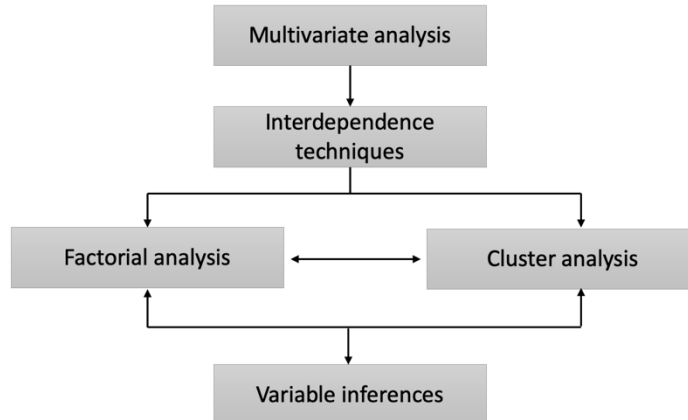 Multivariate analysis
Interdependence
techniques
Factorial analysis
Cluster analysis
Variable inferences